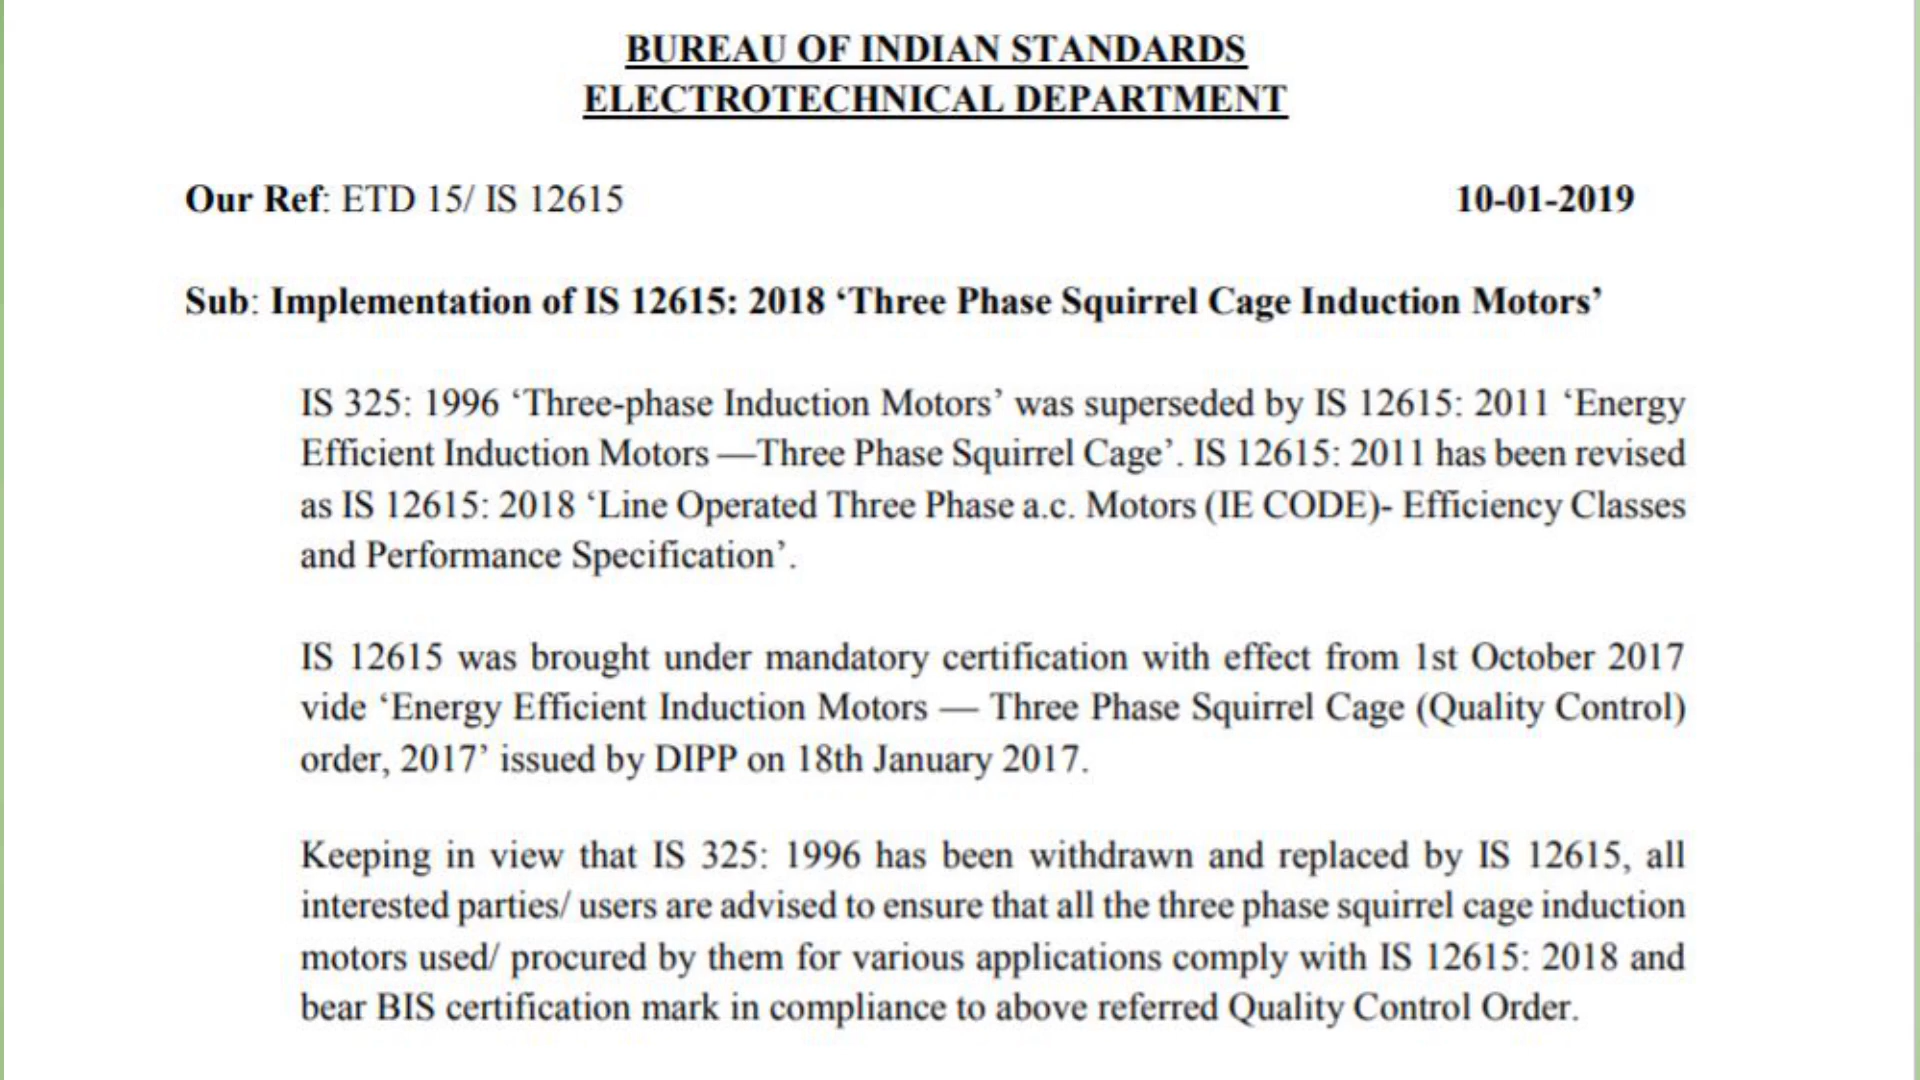 BUREAU OF INDIAN STANDARDS
ELECTROTECHNICAL DEPARTMENT
Our Ref: ETD 15/ IS 12615 10-01-2019
Sub: Implementation of IS 12615: 2018 ‘Three Phase Squirrel Cage Induction Motors’
IS 325: 1996 ‘Three-phase Induction Motors’ was superseded by IS 12615: 2011 ‘Energy
Efficient Induction Motors —Three Phase Squirrel Cage’. IS 12615: 2011 has been revised
as IS 12615: 2018 ‘Line Operated Three Phase a.c. Motors (IE CODE)- Efficiency Classes
and Performance Specification’.
IS 12615 was brought under mandatory certification with effect from 1st October 2017
vide ‘Energy Efficient Induction Motors — Three Phase Squirrel Cage (Quality Control)
order, 2017’ issued by DIPP on 18th January 2017.
Keeping in view that IS 325: 1996 has been withdrawn and replaced by IS 12615, all
interested parties/ users are advised to ensure that all the three phase squirrel cage induction
motors used/ procured by them for various applications comply with IS 12615: 2018 and
bear BIS certification mark in compliance to above referred Quality Control Order.